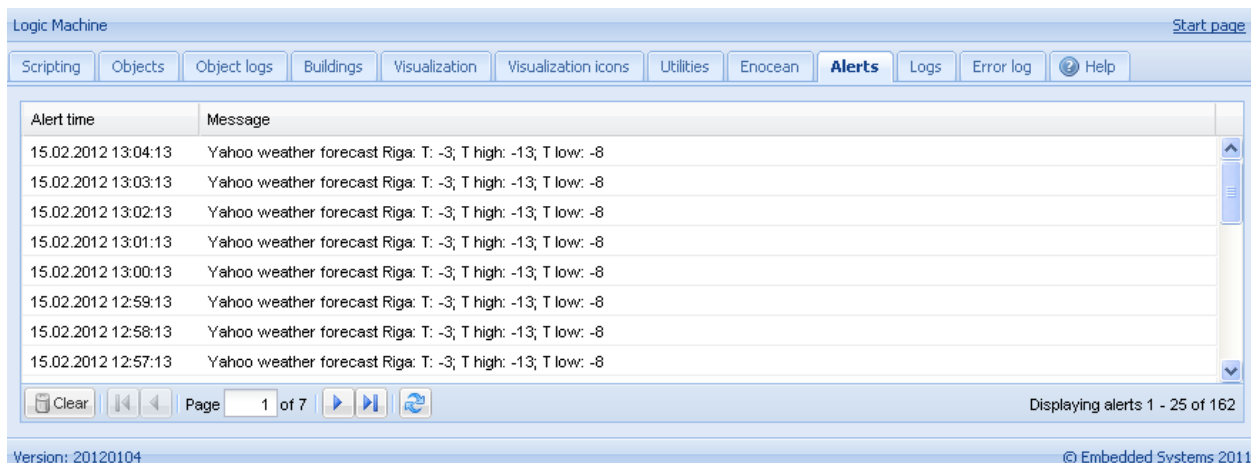 Logic Machine Start page
Scripting Objects Object logs Buildings Visualization Visualization icons Utilities Enocean Alerts Logs Error log Help
Alert time Message
15.02.2012 13:04:13 Yahoo weather forecast Riga: T: -3; T high: -13; T low: -8
15.02.2012 13:03:13 Yahoo weather forecast Riga: T: -3; T high: -13; T low: -8
15.02.2012 13:02:13 Yahoo weather forecast Riga: T: -3; T high: -13; T low: -8
15.02.2012 13:01:13 Yahoo weather forecast Riga: T: -3; T high: -13; T low: -8
15.02.2012 13:00:13 Yahoo weather forecast Riga: T: -3; T high: -13; T low: -8
15.02.2012 12:59:13 Yahoo weather forecast Riga: T: -3; T high: -13; T low: -8
15.02.2012 12:58:13 Yahoo weather forecast Riga: T: -3; T high: -13; T low: -8
15.02.2012 12:57:13 Yahoo weather forecast Riga: T: -3; T high: -13; T low: -8
Clear Page 1 of 7 Displaying alerts 1 - 25 of 162
Version: 20120104 © Embedded Systems 2011